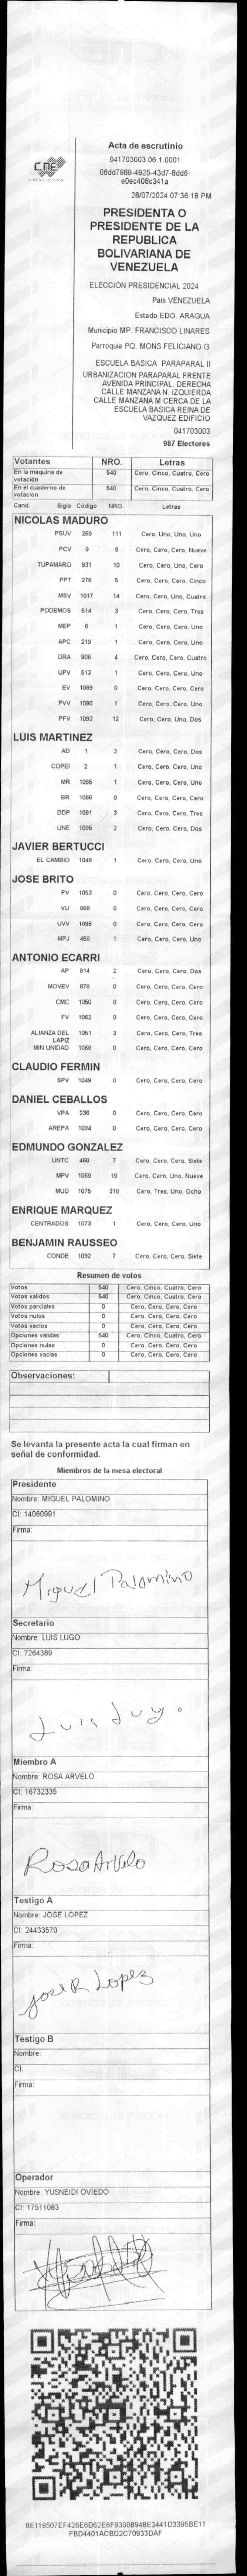 CNE
Acta de escrutinio
041703003.06.1.0001
06dd7989-4925-43d7-8dd6-
e0ec408c341a
28/07/2024 07:36:18 PM
PRESIDENTA O
PRESIDENTE DE LA
REPUBLICA
BOLIVARIANA DE
VENEZUELA
ELECCIÓN PRESIDENCIAL 2024
Pais VENEZUELA
Estado EDO. ARAGUA
Municipio MP. FRANCISCO LINARES
Parroquia PQ. MONS FELICIANO G
ESCUELA BASICA PARAPARAL II
URBANIZACION PARAPARAL FRENTE
AVENIDA PRINCIPAL. DERECHA
CALLE MANZANA N. IZQUIERDA
CALLE MANZANA M CERCA DE LA
ESCUELA BASICA REINA DE
VAZQUEZ EDIFICIO
041703003
987 Electores
Votantes NRO. Letras
En la maquina de votación 540 Cero, Cinco, Cuatro, Cero
En el cuaderno de votación 540 Cero, Cinco, Cuatro, Cero
Cand. Sigla Código NRO. Letras
NICOLAS MADURO
PSUV 269 111 Cero, Uno, Uno, Uno
PCV 9 9 Cero, Cero, Cero, Nueve
TUPAMARO 931 10 Cero, Cero, Uno, Cero
PPT 276 5 Cero, Cero, Cero, Cinco
MSV 1017 14 Cero, Cero, Uno, Cuatro
PODEMOS 514 3 Cero, Cero, Cero, Tres
MEP 6 1 Cero, Cero, Cero, Uno
APC 219 1 Cero, Cero, Cero, Uno
ORA 906 4 Cero, Cero, Cero, Cuatro
UPV 513 1 Cero, Cero, Cero, Uno
EV 1089 0 Cero, Cero, Cero, Cero
PVV 1090 1 Cero, Cero, Cero, Uno
PFV 1093 12 Cero, Cero, Uno, Dos
LUIS MARTINEZ
AD 1 2 Cero, Cero, Cero, Dos
COPEI 2 1 Cero, Cero, Cero, Uno
MR 1065 1 Cero, Cero, Cero, Uno
BR 1066 0 Cero, Cero, Cero, Cero
DDP 1091 3 Cero, Cero, Cero, Tres
UNE 1095 2 Cero, Cero, Cero, Dos
JAVIER BERTUCCI
EL CAMBIO 1048 1 Cero, Cero, Cero, Uno
JOSE BRITO
PV 1053 0 Cero, Cero, Cero, Cero
VU 868 0 Cero, Cero, Cero, Cero
UVV 1096 0 Cero, Cero, Cero, Cero
MPJ 458 1 Cero, Cero, Cero, Uno
ANTONIO ECARRI
AP 914 2 Cero, Cero, Cero, Dos
MOVEV 878 0 Cero, Cero, Cero, Cero
CMC 1050 0 Cero, Cero, Cero, Cero
FV 1062 0 Cero, Cero, Cero, Cero
ALIANZA DEL LAPIZ 1051 3 Cero, Cero, Cero, Tres
MIN UNIDAD 1068 0 Cero, Cero, Cero, Cero
CLAUDIO FERMIN
SPV 1049 0 Cero, Cero, Cero, Cero
DANIEL CEBALLOS
VPA 236 0 Cero, Cero, Cero, Cero
AREPA 1094 0 Cero, Cero, Cero, Cero
EDMUNDO GONZALEZ
UNTC 460 7 Cero, Cero, Cero, Siete
MPV 1069 19 Cero, Cero, Uno, Nueve
MUD 1075 318 Cero, Tres, Uno, Ocho
ENRIQUE MARQUEZ
CENTRADOS 1073 1 Cero, Cero, Cero, Uno
BENJAMIN RAUSSEO
CONDE 1092 7 Cero, Cero, Cero, Siete
Resumen de votos
Votos 540 Cero, Cinco, Cuatro, Cero
Votos validos 540 Cero, Cinco, Cuatro, Cero
Votos parciales 0 Cero, Cero, Cero, Cero
Votos nulos 0 Cero, Cero, Cero, Cero
Votos vacios 0 Cero, Cero, Cero, Cero
Opciones validas 540 Cero, Cinco, Cuatro, Cero
Opciones nulas 0 Cero, Cero, Cero, Cero
Opciones vacias 0 Cero, Cero, Cero, Cero
Observaciones:
Se levanta la presente acta la cual firman en
señal de conformidad.
Miembros de la mesa electoral
Presidente
Nombre: MIGUEL PALOMINO
CI: 14060991
Firma:
Miguel Palomino
Secretario
Nombre: LUIS LUGO
CI: 7264389
Firma:
Luis Lugo
Miembro A
Nombre: ROSA ARVELO
CI: 16732335
Firma:
Rosa Arvelo
Testigo A
Nombre: JOSE LOPEZ
CI: 24433570
Firma:
Jose R Lopez
Testigo B
Nombre:
CI:
Firma:
Operador
Nombre: YUSNEIDI OVIEDO
CI: 17511083
Firma:
BE119507EF426E6D62E6F9300894BE3441D3395BE11
FBD4401ACBD2C70933DAF